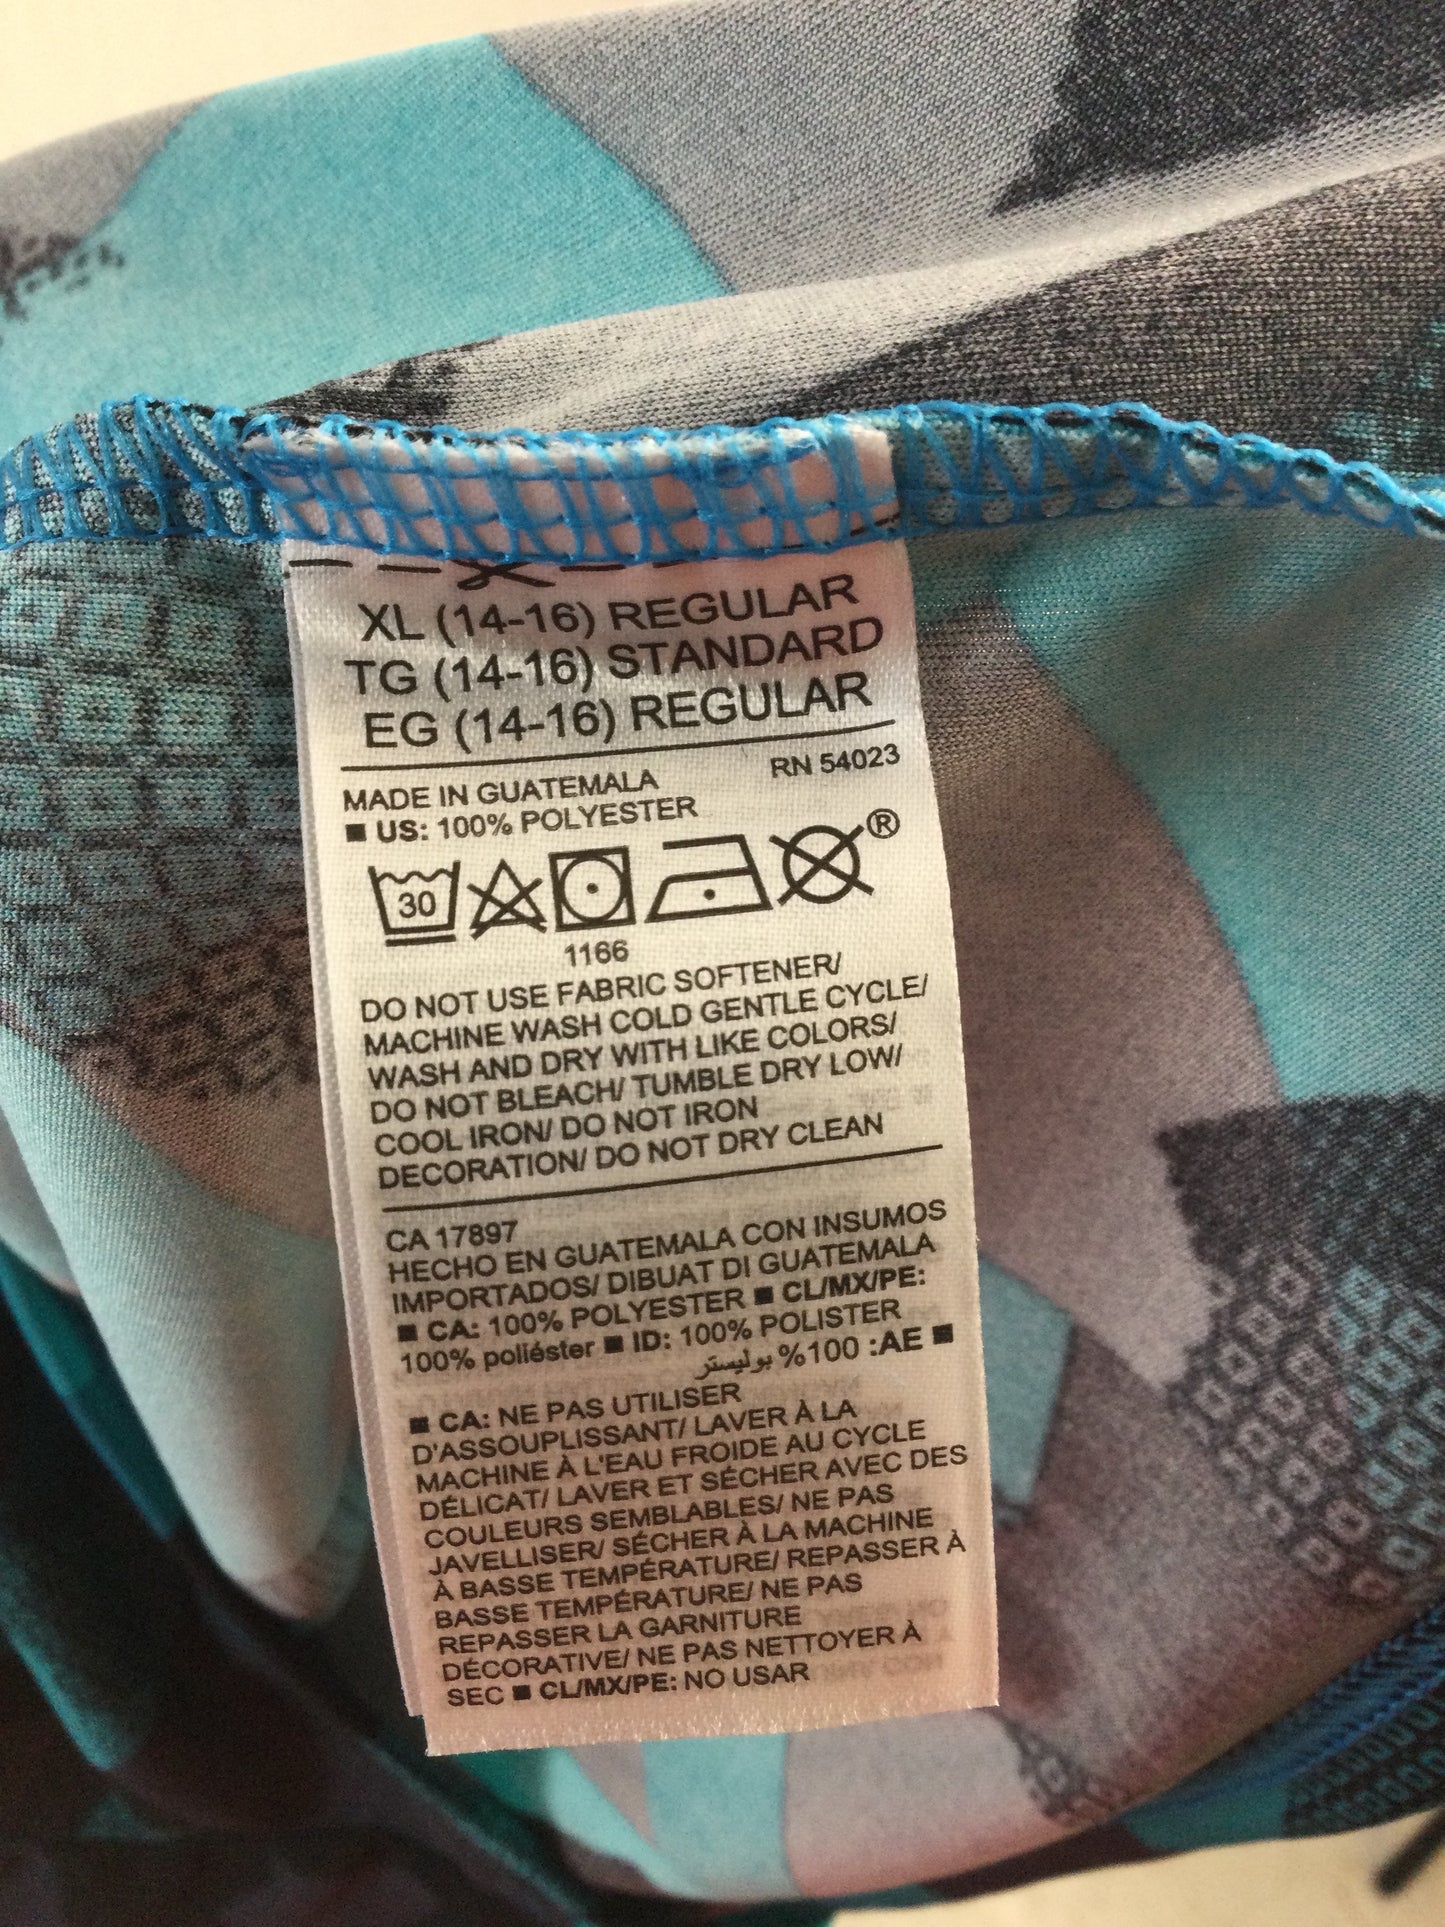 XL (14-16) REGULAR
TG (14-16) STANDARD
EG (14-16) REGULAR
RN 54023
MADE IN GUATEMALA
■ US: 100% POLYESTER
®
30
1166
DO NOT USE FABRIC SOFTENER/
MACHINE WASH COLD GENTLE CYCLE/
WASH AND DRY WITH LIKE COLORS/
DO NOT BLEACH/ TUMBLE DRY LOW/
COOL IRON/ DO NOT IRON
DECORATION/ DO NOT DRY CLEAN
CA 17897
HECHO EN GUATEMALA CON INSUMOS
IMPORTADOS/ DIBUAT DI GUATEMALA
■ CA: 100% POLYESTER ■ CL/MX/PE:
100% poliéster ■ ID: 100% POLISTER
■ AE: 100% بوليستر
■ CA: NE PAS UTILISER
D'ASSOUPLISSANT/ LAVER À LA
MACHINE À L'EAU FROIDE AU CYCLE
DÉLICAT/ LAVER ET SÉCHER AVEC DES
COULEURS SEMBLABLES/ NE PAS
JAVELLISER/ SÉCHER À LA MACHINE
À BASSE TEMPÉRATURE/ REPASSER À
BASSE TEMPÉRATURE/ NE PAS
REPASSER LA GARNITURE
DÉCORATIVE/ NE PAS NETTOYER À
SEC ■ CL/MX/PE: NO USAR